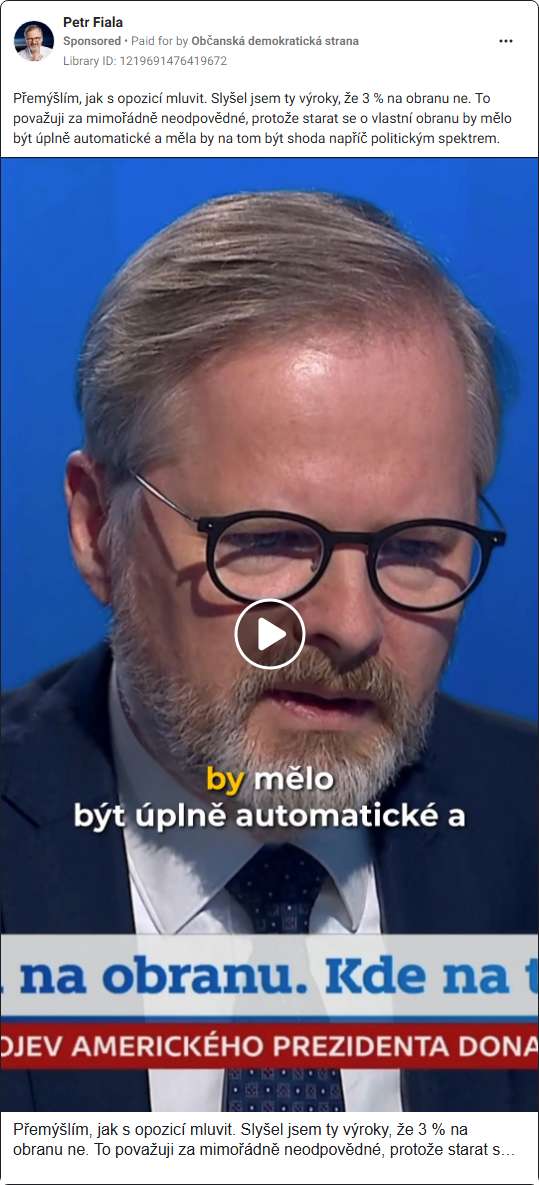 Petr Fiala
Sponsored • Paid for by Občanská demokratická strana
Library ID: 1219691476419672
Přemýšlím, jak s opozicí mluvit. Slyšel jsem ty výroky, že 3 % na obranu ne. To
považuji za mimořádně neodpovědné, protože starat se o vlastní obranu by mělo
být úplně automatické a měla by na tom být shoda napříč politickým spektrem.
by mělo
být úplně automatické a
na obranu. Kde na t
OJEV AMERICKÉHO PREZIDENTA DONA
Přemýšlím, jak s opozicí mluvit. Slyšel jsem ty výroky, že 3 % na
obranu ne. To považuji za mimořádně neodpovědné, protože starat s...